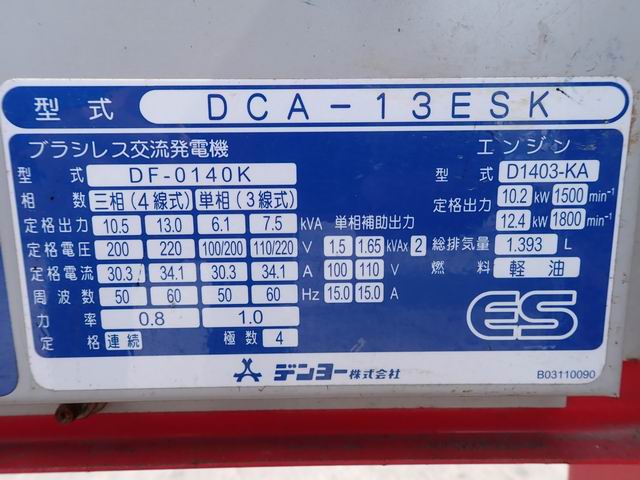 型式 DCA-13ESK
ブラシレス交流発電機 エンジン
型式 DF-0140K 型式 D1403-KA
相数 三相(4線式) 単相(3線式) 定格出力 10.2 kW 1500 min⁻¹
定格出力 10.5 13.0 6.1 7.5 kVA 単相補助出力 12.4 kW 1800 min⁻¹
定格電圧 200 220 100/200 110/220 V 1.5 1.65 kVAx 2 総排気量 1.393 L
定格電流 30.3 34.1 30.3 34.1 A 100 110 V 燃料 軽油
周波数 50 60 50 60 Hz 15.0 15.0 A
力率 0.8 1.0 ES
定格 連続 極数 4
デンヨー株式会社 B03110090